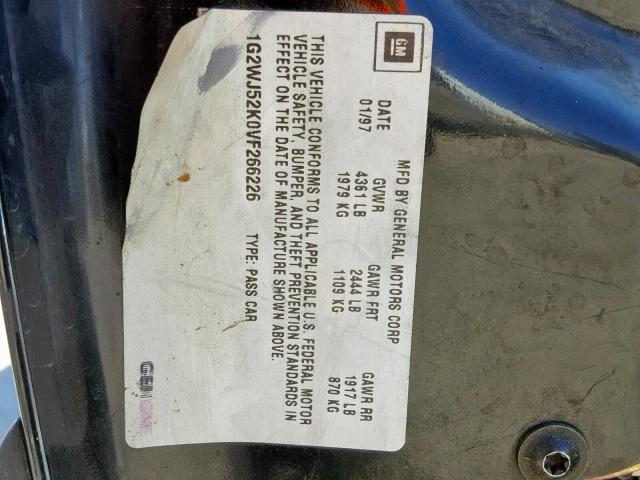 GM
MFD BY GENERAL MOTORS CORP
DATE GVWR GAWR FRT GAWR RR
01/97 4361 LB 2444 LB 1917 LB
1979 KG 1109 KG 870 KG
THIS VEHICLE CONFORMS TO ALL APPLICABLE U.S. FEDERAL MOTOR
VEHICLE SAFETY, BUMPER, AND THEFT PREVENTION STANDARDS IN
EFFECT ON THE DATE OF MANUFACTURE SHOWN ABOVE.
1G2WJ52K0VF266226 TYPE: PASS CAR